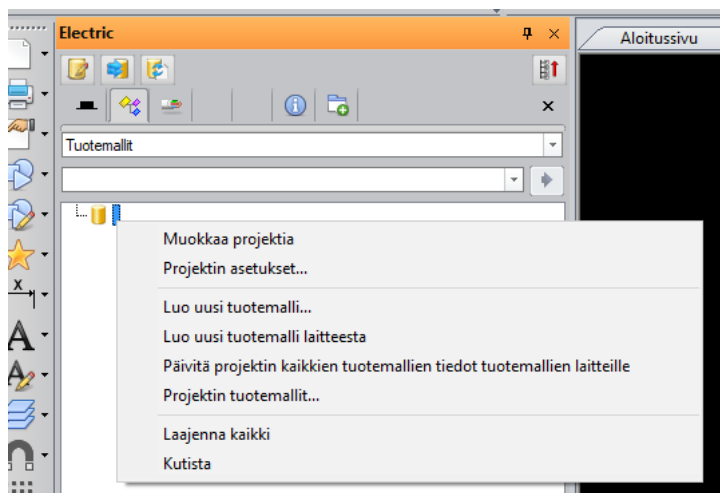 Electric
Aloitussivu
Tuotemallit
Muokkaa projektia
Projektin asetukset...
Luo uusi tuotemalli...
Luo uusi tuotemalli laitteesta
Päivitä projektin kaikkien tuotemallien tiedot tuotemallien laitteille
Projektin tuotemallit...
Laajenna kaikki
Kutista